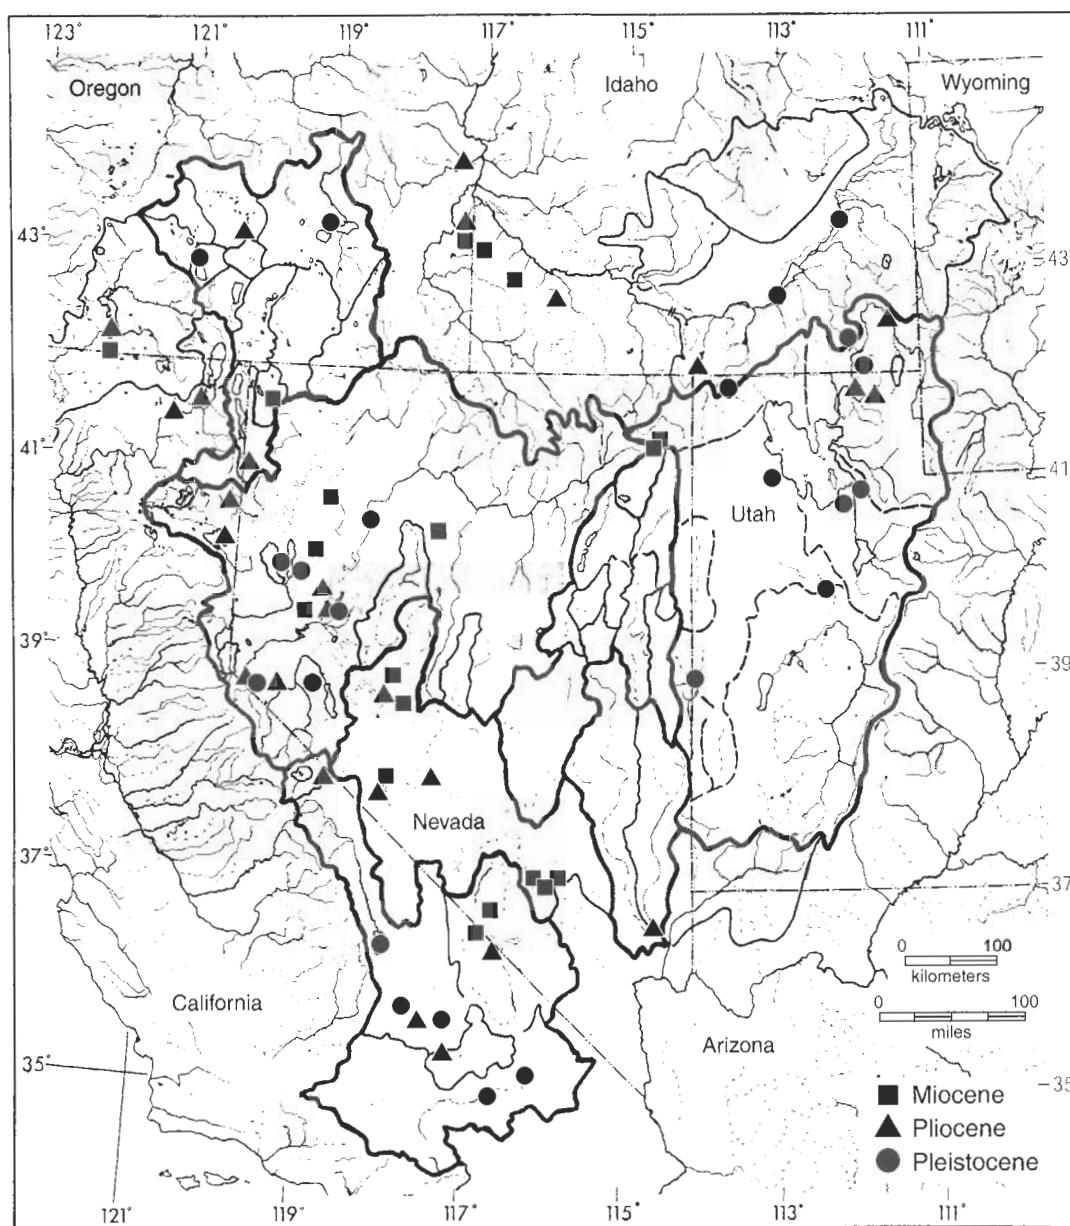 123° 121° 119° 117° 115° 113° 111°
Oregon Idaho Wyoming
43° 43°
41° 41
Utah
39° 39
Nevada
37° 37
0 100
kilometers
California
0 100
miles
Arizona
35° 35
Miocene
Pliocene
Pleistocene
121° 119° 117° 115° 113° 111°